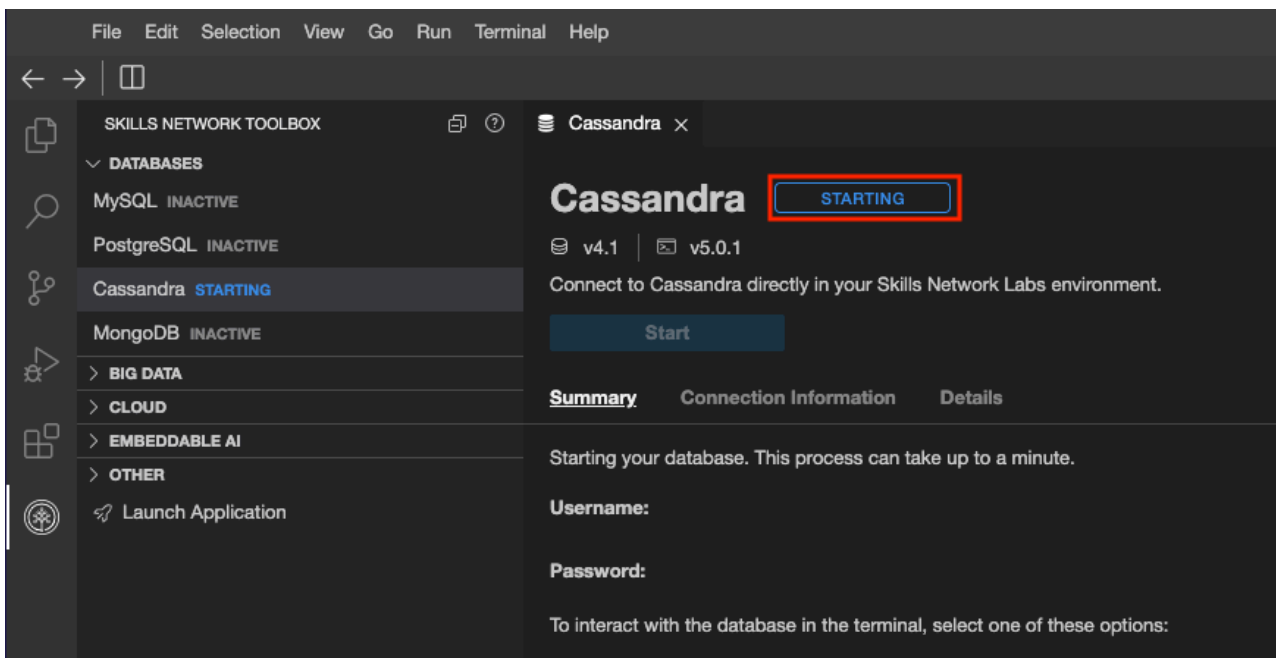 File Edit Selection View Go Run Terminal Help
SKILLS NETWORK TOOLBOX
DATABASES
MySQL INACTIVE
PostgreSQL INACTIVE
Cassandra STARTING
MongoDB INACTIVE
BIG DATA
CLOUD
EMBEDDABLE AI
OTHER
Launch Application
Cassandra
Cassandra STARTING
v4.1 v5.0.1
Connect to Cassandra directly in your Skills Network Labs environment.
Start
Summary Connection Information Details
Starting your database. This process can take up to a minute.
Username:
Password:
To interact with the database in the terminal, select one of these options: